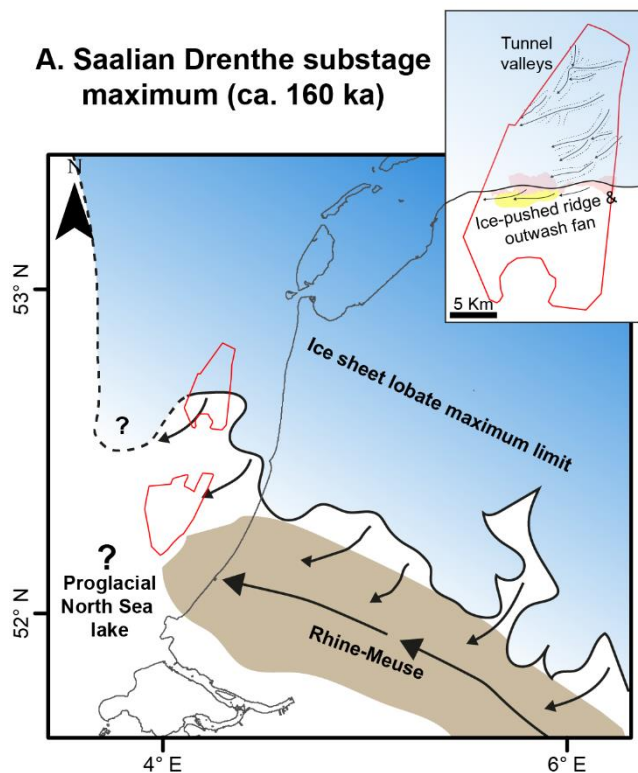 A. Saalian Drenthe substage
maximum (ca. 160 ka)
Tunnel
valleys
Ice-pushed ridge &
outwash fan
5 Km
N
53° N
52° N
Ice sheet lobate maximum limit
?
?
Proglacial
North Sea
lake
Rhine-Meuse
4° E
6° E